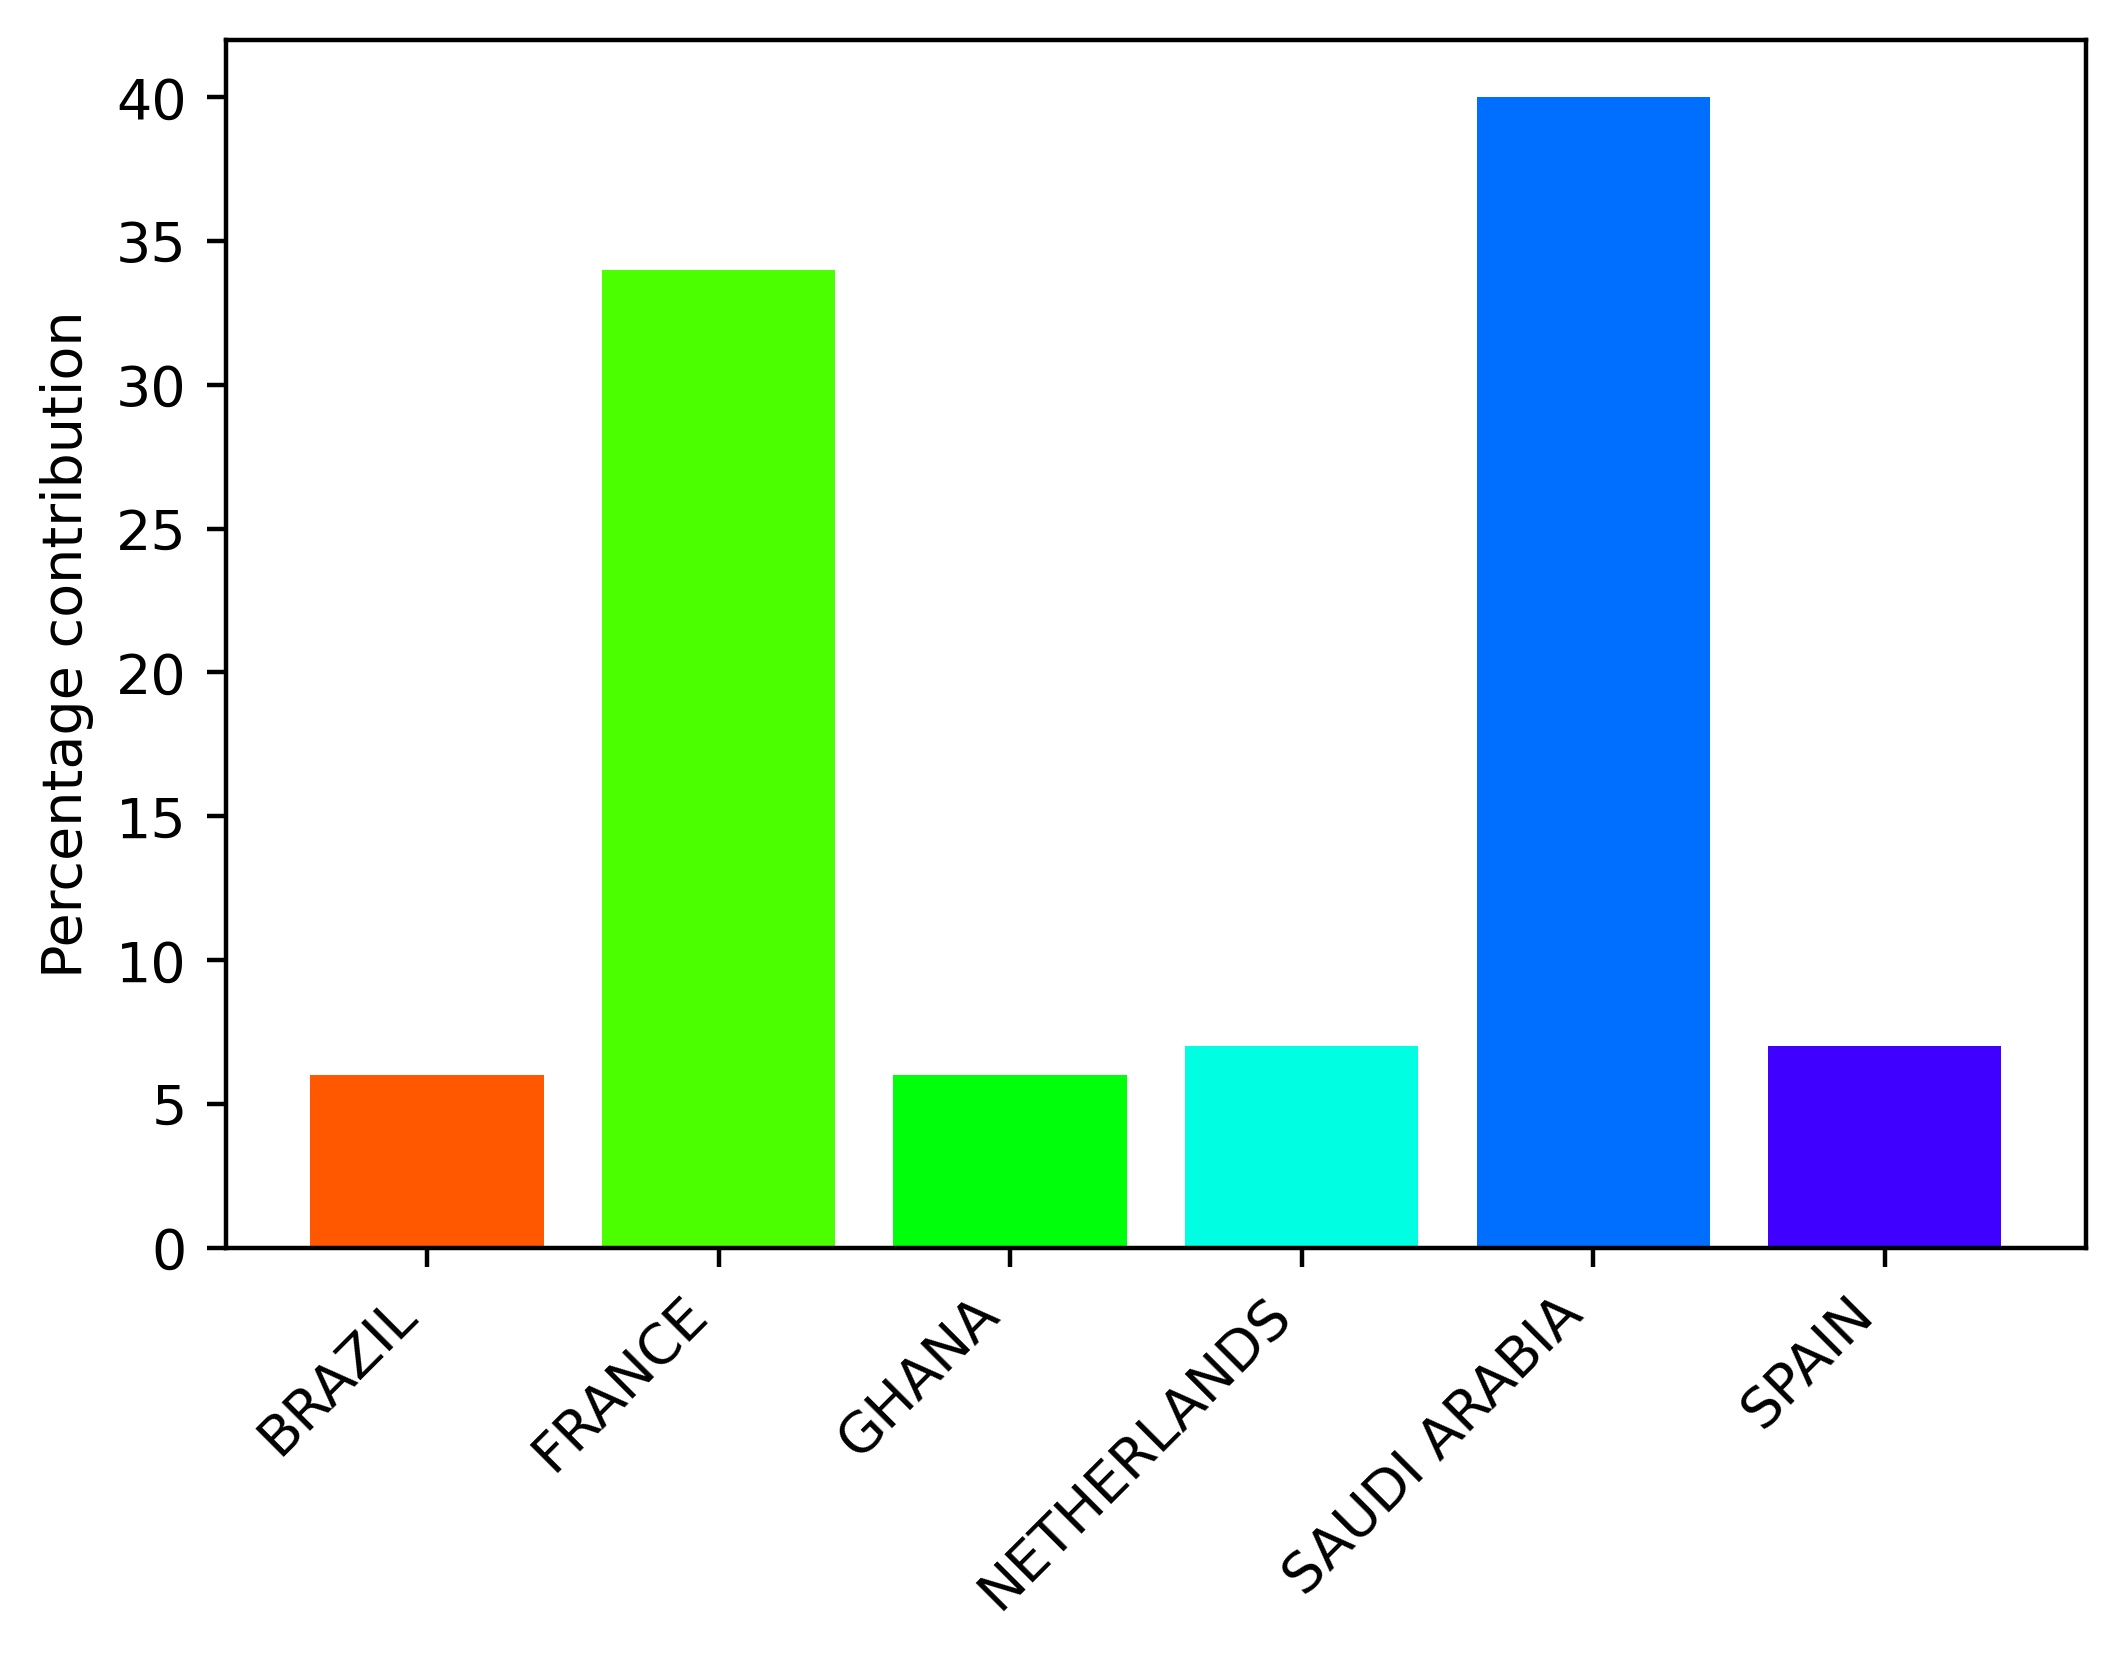 Percentage contribution
40
35
30
25
20
15
10
5
0
BRAZIL
FRANCE
GHANA
NETHERLANDS
SAUDI ARABIA
SPAIN